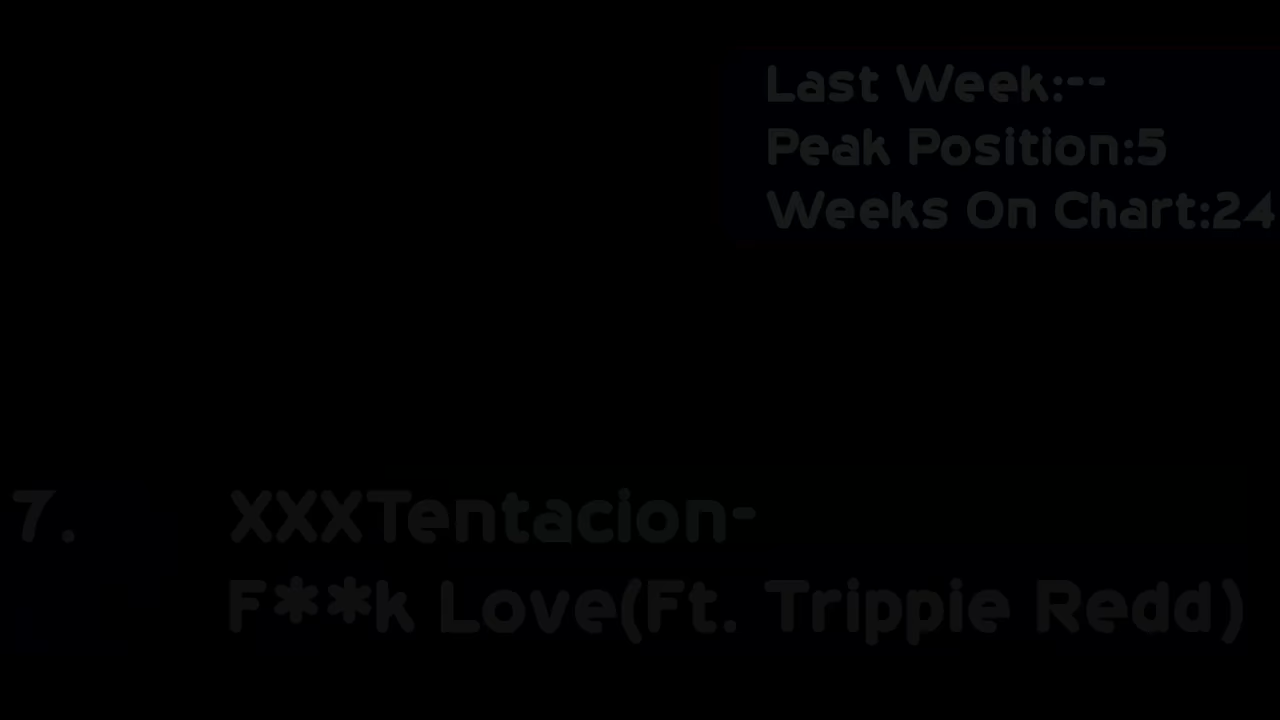 Last Week:--
Peak Position:5
Weeks On Chart:24
7.
XXXTentacion-
F**k Love(Ft. Trippie Redd)